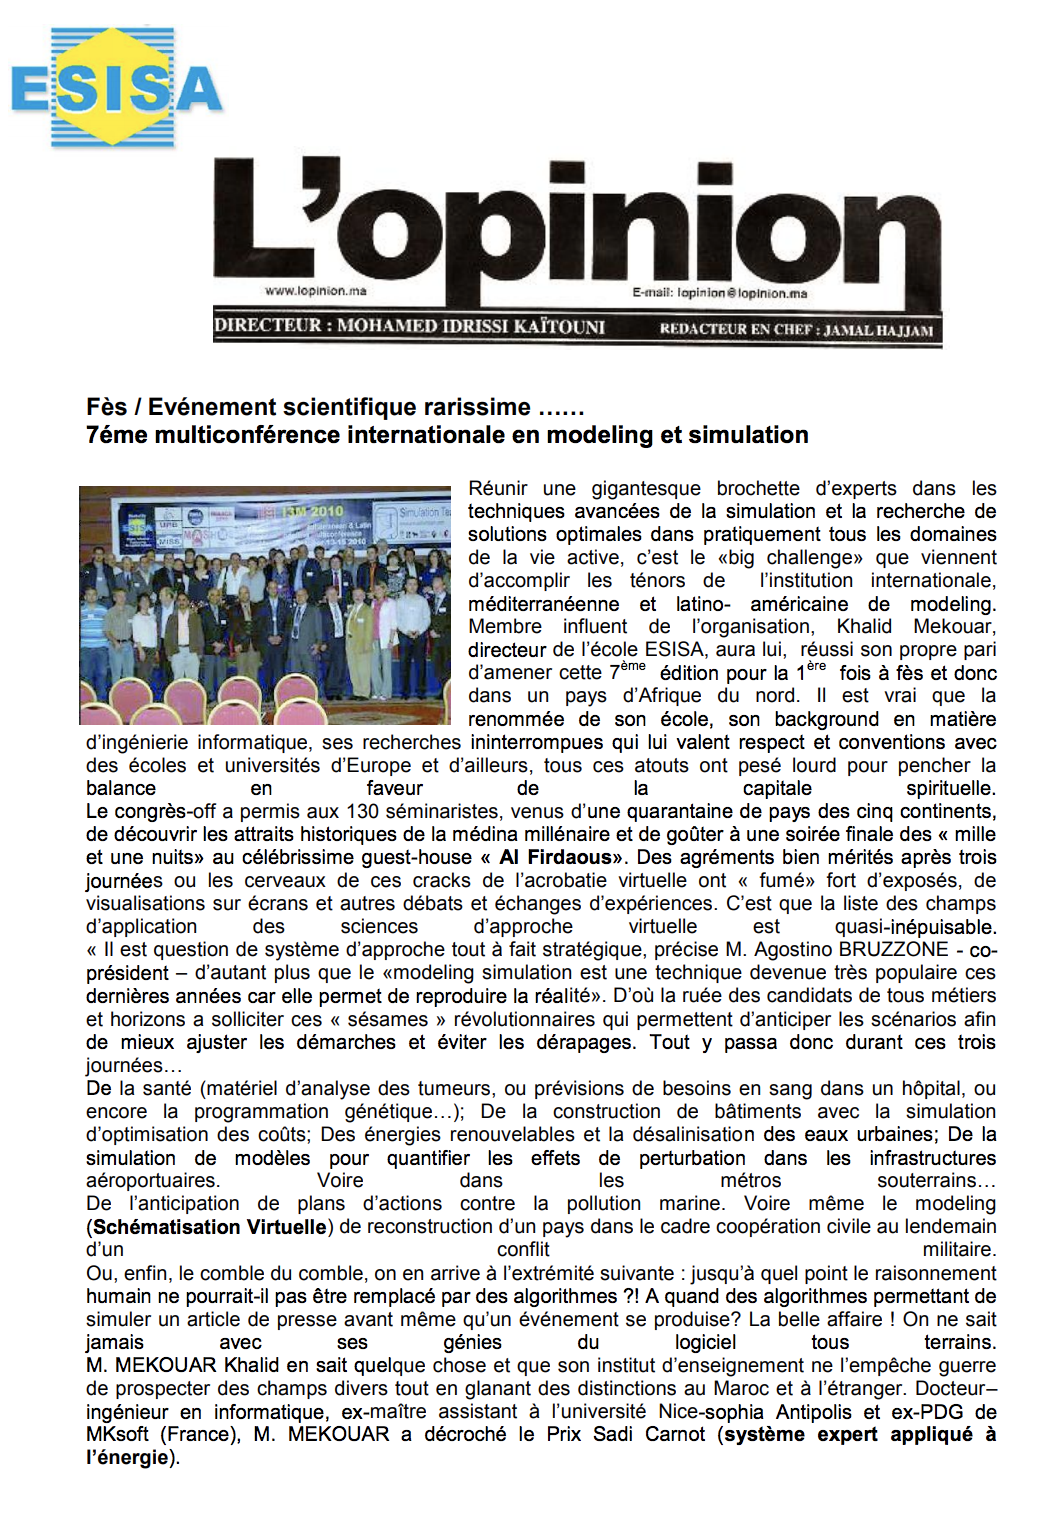 ESISA
L'opinion
www.lopinion.ma
E-mail: lopinion@lopinion.ma
DIRECTEUR : MOHAMED IDRISSI KAÏTOUNI
REDACTEUR EN CHEF : JAMAL HAJJAM
Fès / Evénement scientifique rarissime ……
7éme multiconférence internationale en modeling et simulation
ESISA
I3M 2010
Simulation Tea
Réunir une gigantesque brochette d'experts dans les
techniques avancées de la simulation et la recherche de
solutions optimales dans pratiquement tous les domaines
de la vie active, c'est le «big challenge» que viennent
d'accomplir les ténors de l'institution internationale,
méditerranéenne et latino- américaine de modeling.
Membre influent de l'organisation, Khalid Mekouar,
directeur de l'école ESISA, aura lui, réussi son propre pari
d'amener cette 7ème édition pour la 1ère fois à fès et donc
dans un pays d'Afrique du nord. Il est vrai que la
renommée de son école, son background en matière
d'ingénierie informatique, ses recherches ininterrompues qui lui valent respect et conventions avec
des écoles et universités d'Europe et d'ailleurs, tous ces atouts ont pesé lourd pour pencher la
balance en faveur de la capitale spirituelle.
Le congrès-off a permis aux 130 séminaristes, venus d'une quarantaine de pays des cinq continents,
de découvrir les attraits historiques de la médina millénaire et de goûter à une soirée finale des « mille
et une nuits» au célébrissime guest-house « Al Firdaous». Des agréments bien mérités après trois
journées ou les cerveaux de ces cracks de l'acrobatie virtuelle ont « fumé» fort d'exposés, de
visualisations sur écrans et autres débats et échanges d'expériences. C'est que la liste des champs
d'application des sciences d'approche virtuelle est quasi-inépuisable.
« Il est question de système d'approche tout à fait stratégique, précise M. Agostino BRUZZONE - co-
président – d'autant plus que le «modeling simulation est une technique devenue très populaire ces
dernières années car elle permet de reproduire la réalité». D'où la ruée des candidats de tous métiers
et horizons a solliciter ces « sésames » révolutionnaires qui permettent d'anticiper les scénarios afin
de mieux ajuster les démarches et éviter les dérapages. Tout y passa donc durant ces trois
journées…
De la santé (matériel d'analyse des tumeurs, ou prévisions de besoins en sang dans un hôpital, ou
encore la programmation génétique…); De la construction de bâtiments avec la simulation
d'optimisation des coûts; Des énergies renouvelables et la désalinisation des eaux urbaines; De la
simulation de modèles pour quantifier les effets de perturbation dans les infrastructures
aéroportuaires. Voire dans les métros souterrains…
De l'anticipation de plans d'actions contre la pollution marine. Voire même le modeling
(Schématisation Virtuelle) de reconstruction d'un pays dans le cadre coopération civile au lendemain
d'un conflit militaire.
Ou, enfin, le comble du comble, on en arrive à l'extrémité suivante : jusqu'à quel point le raisonnement
humain ne pourrait-il pas être remplacé par des algorithmes ?! A quand des algorithmes permettant de
simuler un article de presse avant même qu'un événement se produise? La belle affaire ! On ne sait
jamais avec ses génies du logiciel tous terrains.
M. MEKOUAR Khalid en sait quelque chose et que son institut d'enseignement ne l'empêche guerre
de prospecter des champs divers tout en glanant des distinctions au Maroc et à l'étranger. Docteur–
ingénieur en informatique, ex-maître assistant à l'université Nice-sophia Antipolis et ex-PDG de
MKsoft (France), M. MEKOUAR a décroché le Prix Sadi Carnot (système expert appliqué à
l'énergie).